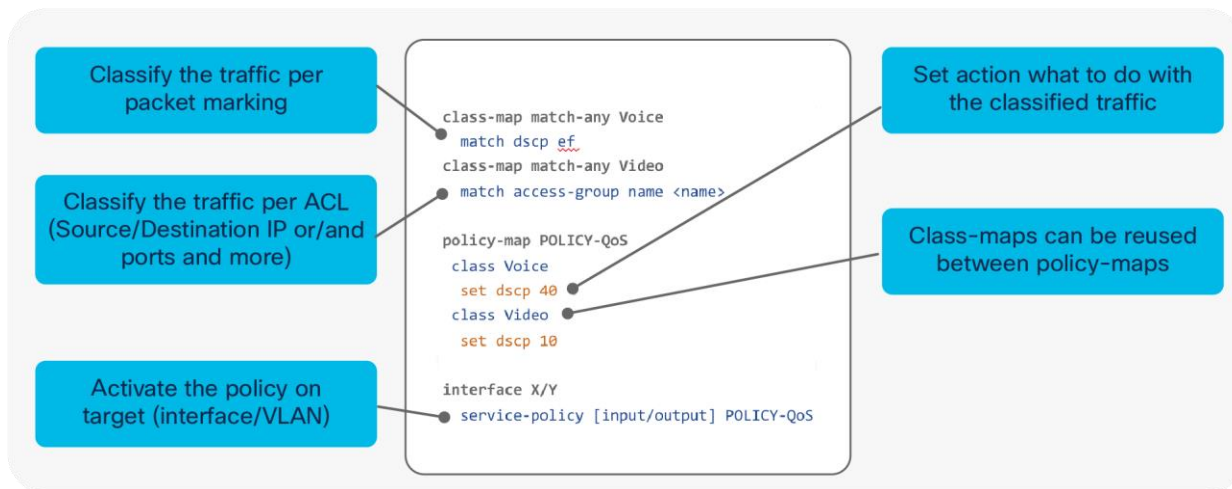 Classify the traffic per
packet marking
Classify the traffic per ACL
(Source/Destination IP or/and
ports and more)
Activate the policy on
target (interface/VLAN)
class-map match-any Voice
match dscp ef
class-map match-any Video
match access-group name <name>
policy-map POLICY-QoS
class Voice
set dscp 40
class Video
set dscp 10
interface X/Y
service-policy [input/output] POLICY-QoS
Set action what to do with
the classified traffic
Class-maps can be reused
between policy-maps